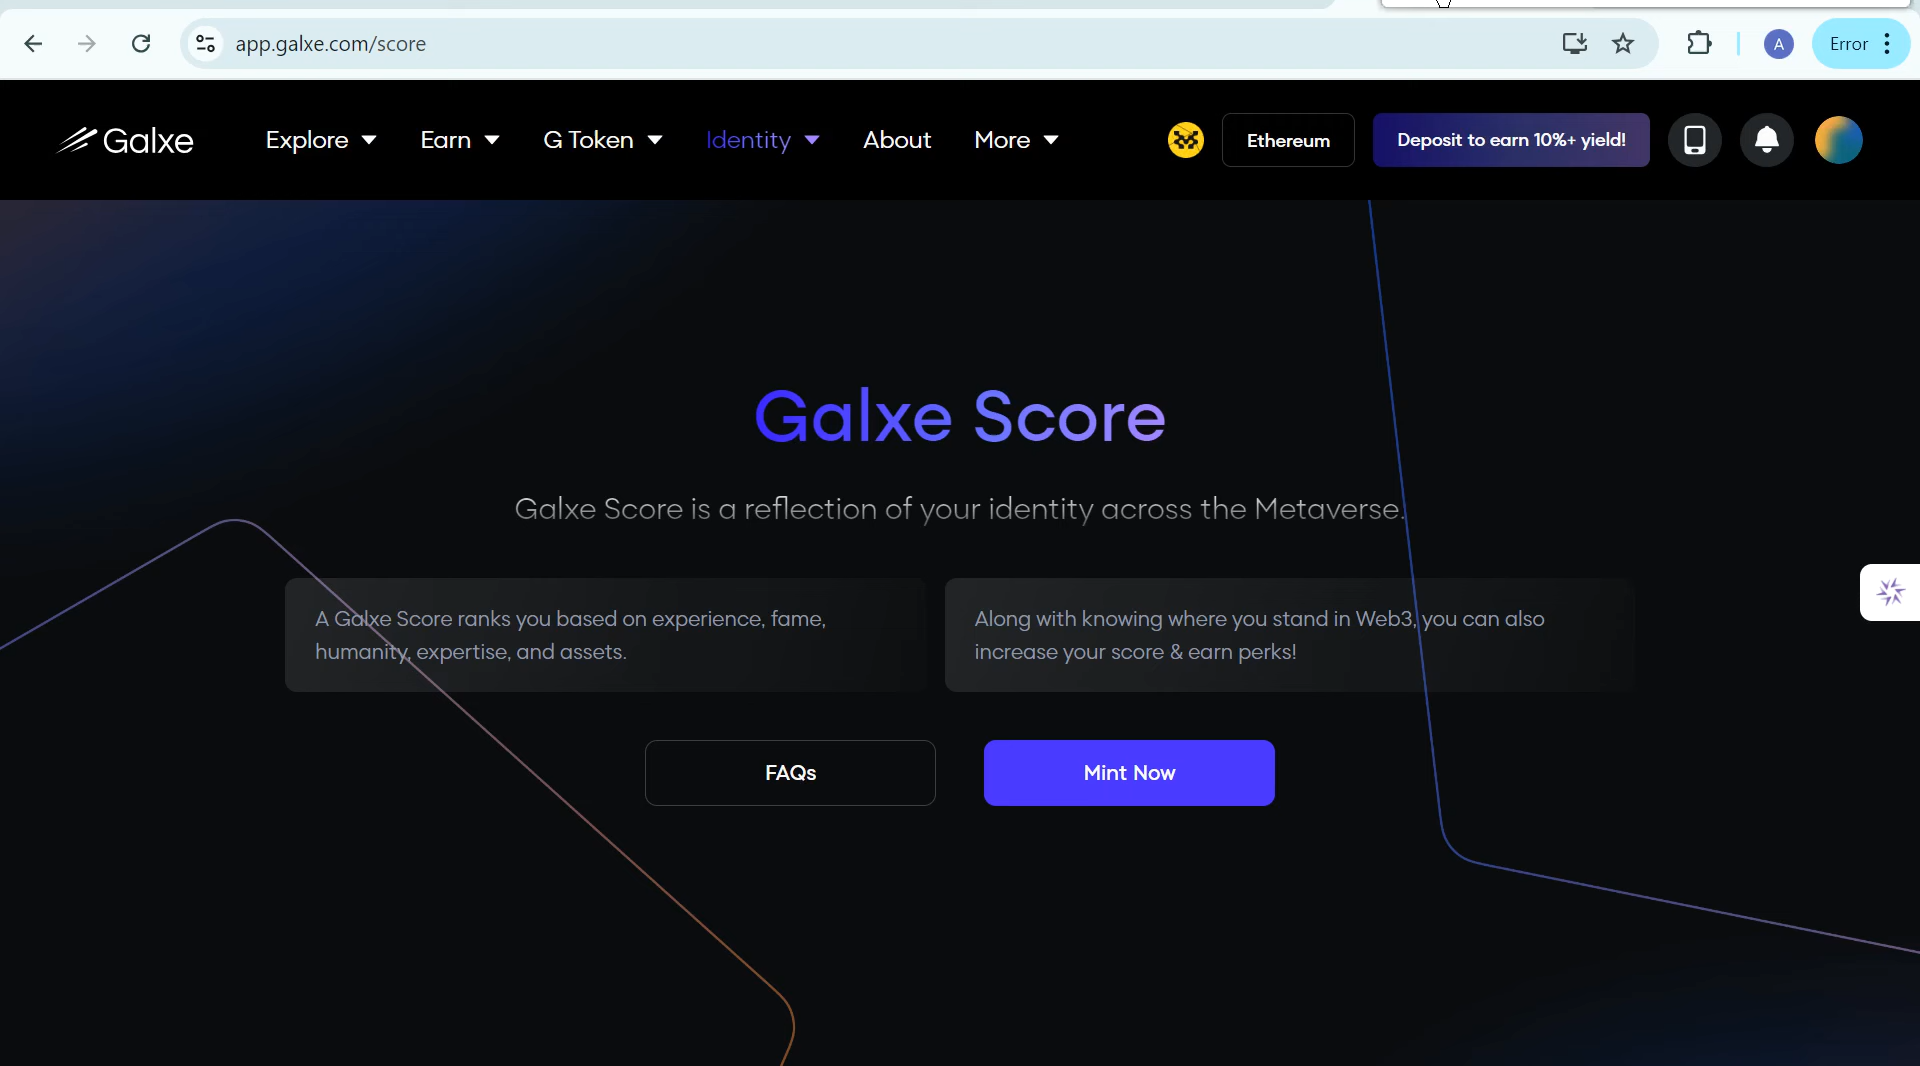 app.galxe.com/score
A
Error
Galxe
Explore
Earn
G Token
Identity
About
More
Ethereum
Deposit to earn 10%+ yield!
Galxe Score
Galxe Score is a reflection of your identity across the Metaverse.
A Galxe Score ranks you based on experience, fame,
humanity, expertise, and assets.
Along with knowing where you stand in Web3, you can also
increase your score & earn perks!
FAQs
Mint Now